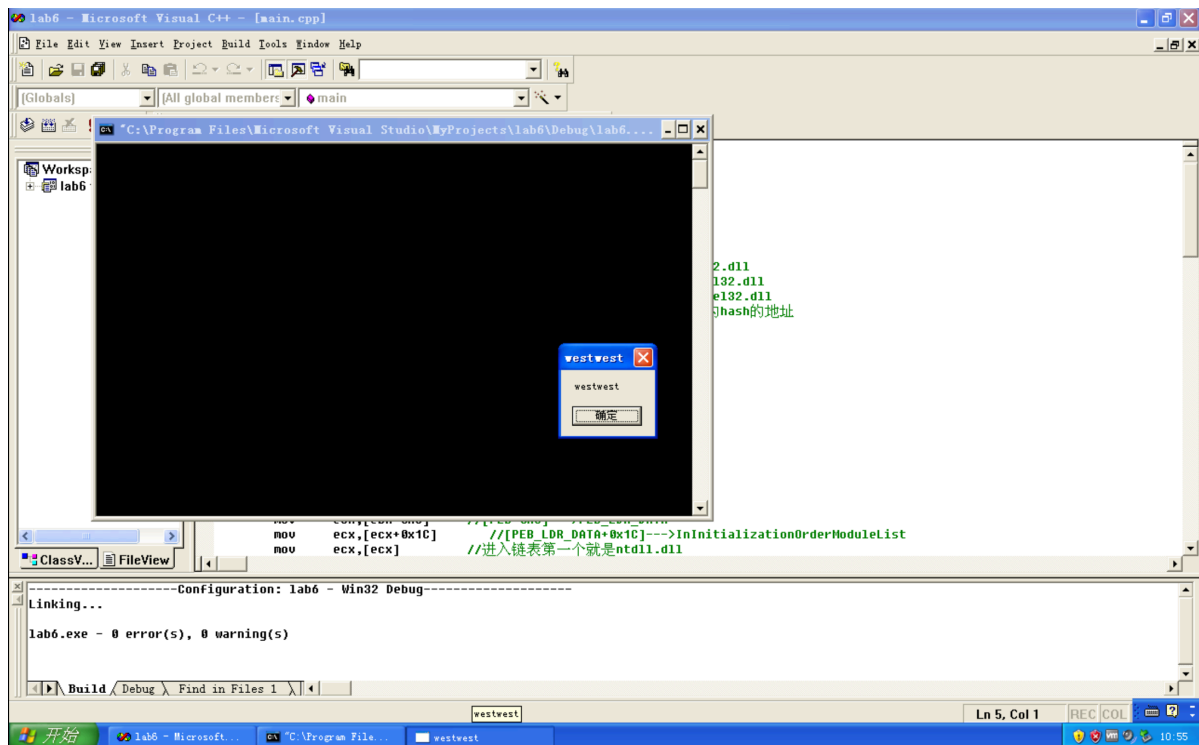 lab6 - Microsoft Visual C++ - [main.cpp]
File Edit View Insert Project Build Tools Window Help
(Globals) (All global members main
"C:\Program Files\Microsoft Visual Studio\MyProjects\lab6\Debug\lab6....
Worksp
lab6
2.dll
l32.dll
el32.dll
hash的地址
westwest
westwest
确定
mov ecx,[ecx+0x1C] //[PEB_LDR_DATA+0x1C]--->InInitializationOrderModuleList
mov ecx,[ecx] //进入链表第一个就是ntdll.dll
ClassV... FileView
--------------------Configuration: lab6 - Win32 Debug--------------------
Linking...
lab6.exe - 0 error(s), 0 warning(s)
Build Debug Find in Files 1
westwest
Ln 5, Col 1 REC COL
开始 lab6 - Microsoft... "C:\Program File... westwest 10:55